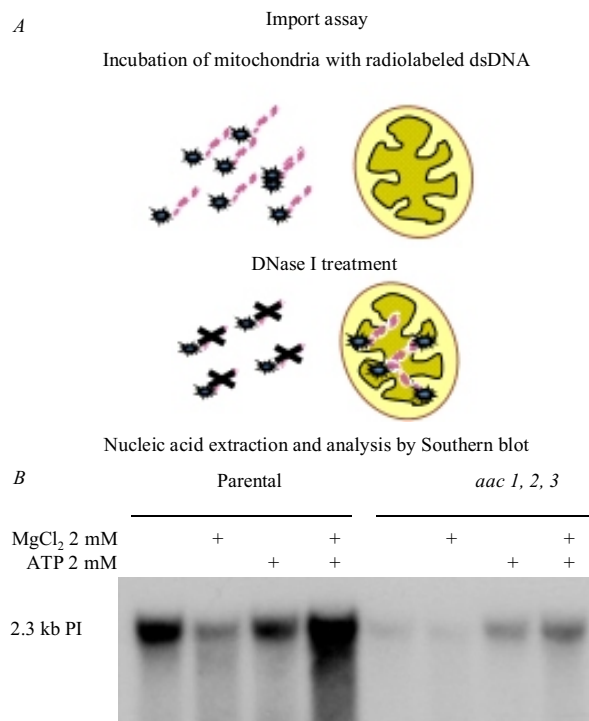 A
Import assay
Incubation of mitochondria with radiolabeled dsDNA
DNase I treatment
Nucleic acid extraction and analysis by Southern blot
B
Parental aac 1, 2, 3
MgCl₂ 2 mM + + + +
ATP 2 mM + + + +
2.3 kb PI